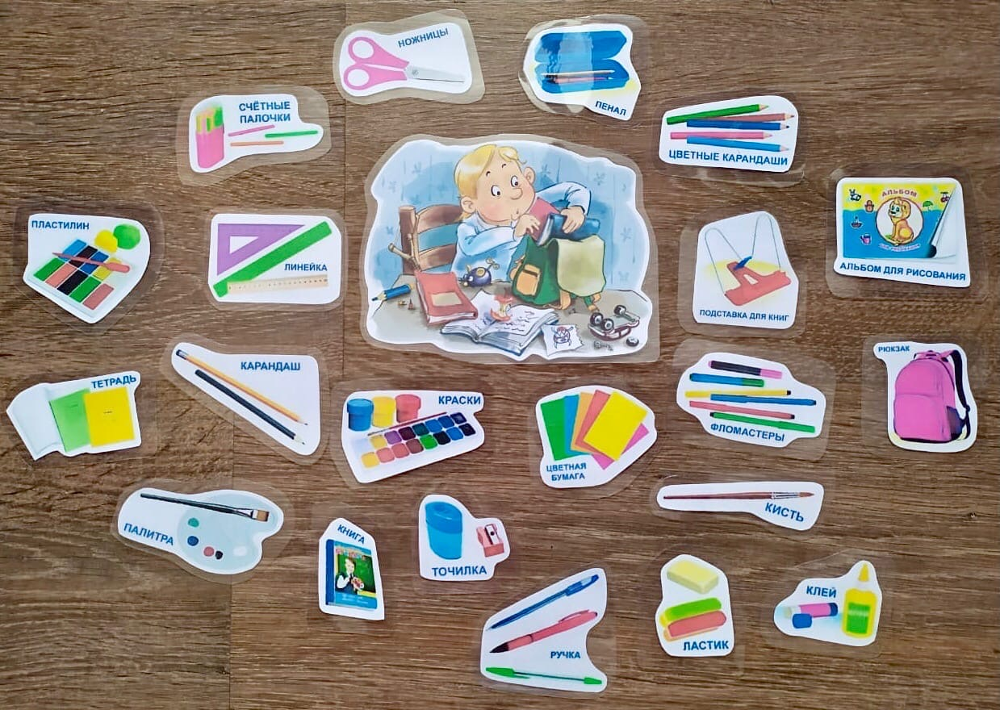 НОЖНИЦЫ
ПЕНАЛ
СЧЁТНЫЕ
ПАЛОЧКИ
ЦВЕТНЫЕ КАРАНДАШИ
ПЛАСТИЛИН
ЛИНЕЙКА
ПОДСТАВКА ДЛЯ КНИГ
АЛЬБОМ
АЛЬБОМ ДЛЯ РИСОВАНИЯ
ТЕТРАДЬ
КАРАНДАШ
КРАСКИ
ЦВЕТНАЯ
БУМАГА
ФЛОМАСТЕРЫ
РЮКЗАК
ПАЛИТРА
КНИГА
ТОЧИЛКА
КИСТЬ
РУЧКА
ЛАСТИК
КЛЕЙ